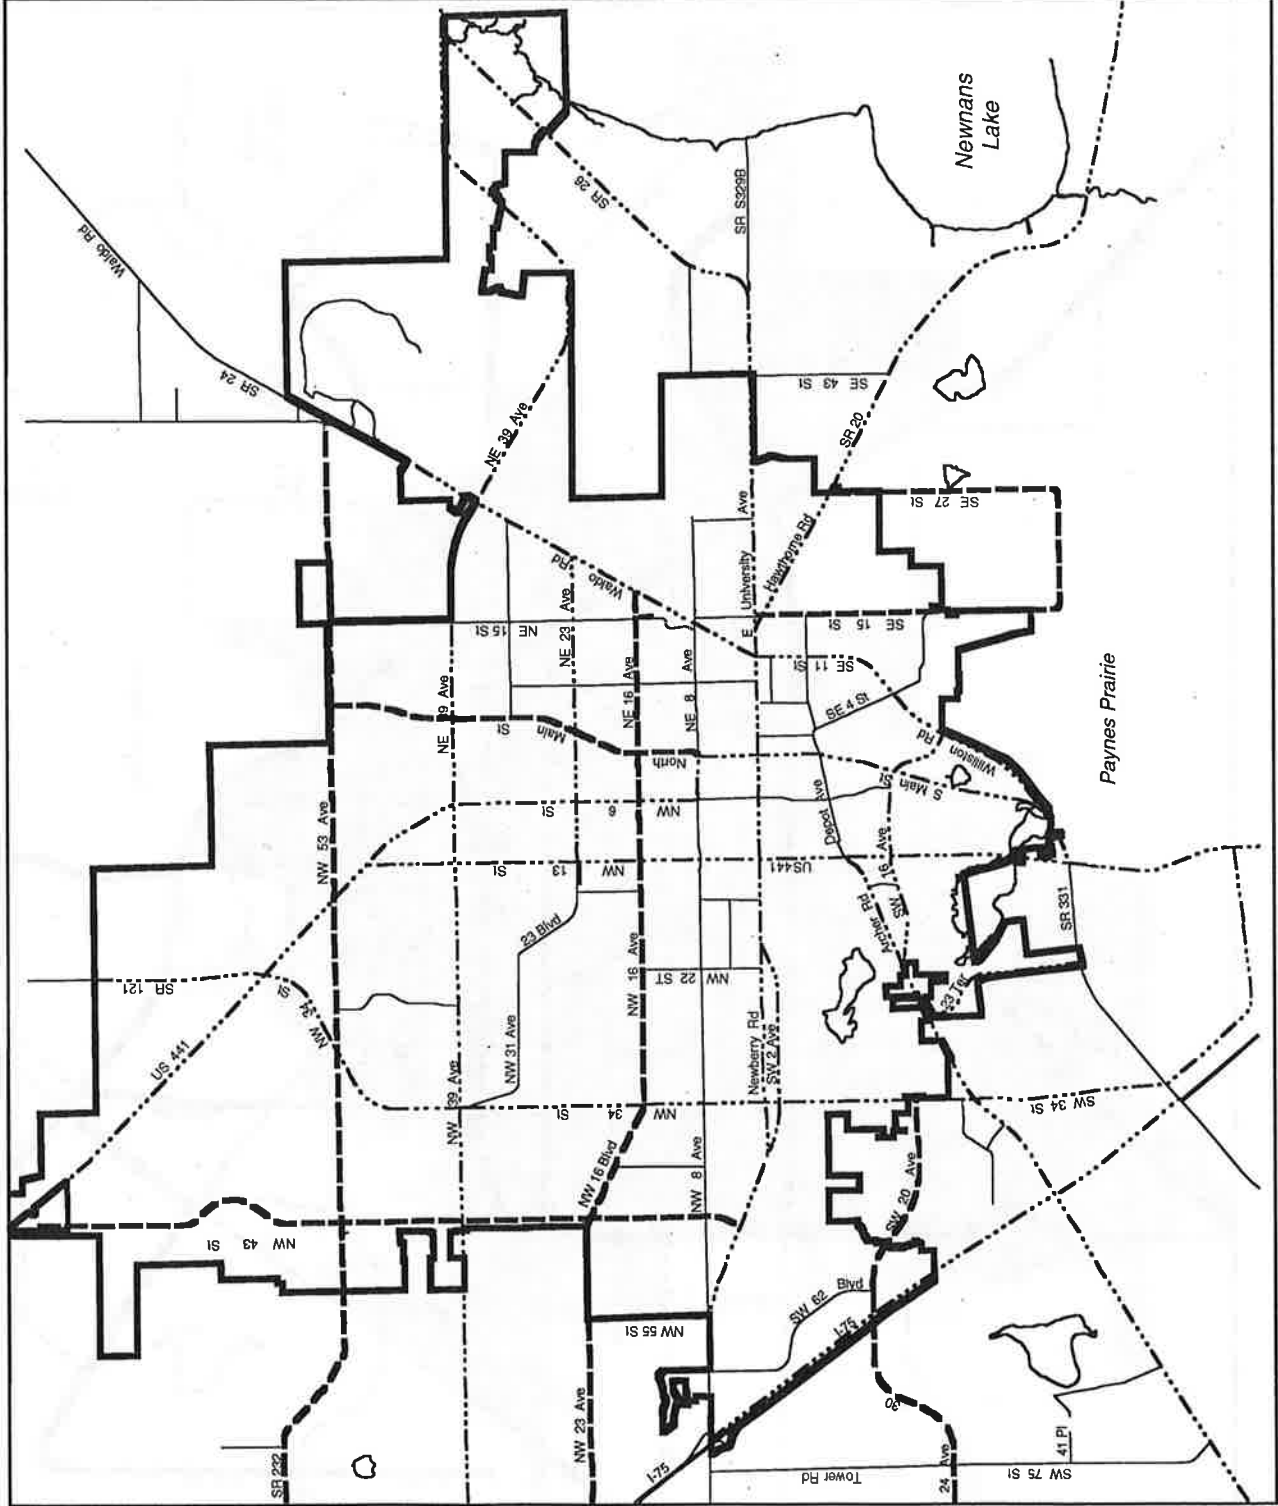 Waldo Rd
SR 24
SR 26
SR S329B
Newnans
Lake
NE 39 Ave
SE 43 St
SR 20
SE 27 St
Hawthorne Rd
E University Ave
Waldo Rd
NE 23 Ave
NE 15 St
SE 15 St
SE 11 St
NE 16 Ave
NE 8 Ave
NE 39 Ave
SE 4 St
North Main St
Williston Rd
S Main St
Paynes Prairie
NW 53 Ave
NW 6 St
Depot Ave
SW 16 Ave
NW 13 St
US441
Archer Rd
SR 331
23 Blvd
NW 16 Ave
NW 22 ST
SR 121
NW 34 St
US 441
23 Ter
NW 31 Ave
Newberry Rd
SW 2 Ave
NW 39 Ave
NW 34 St
SW 34 St
NW 16 Blvd
NW 8 Ave
SW 20 Ave
NW 43 St
SW 62 Blvd
I-75
NW 55 St
NW 23 Ave
30
SR 232
I-75
Tower Rd
24 Ave
41 Pl
SW 75 St